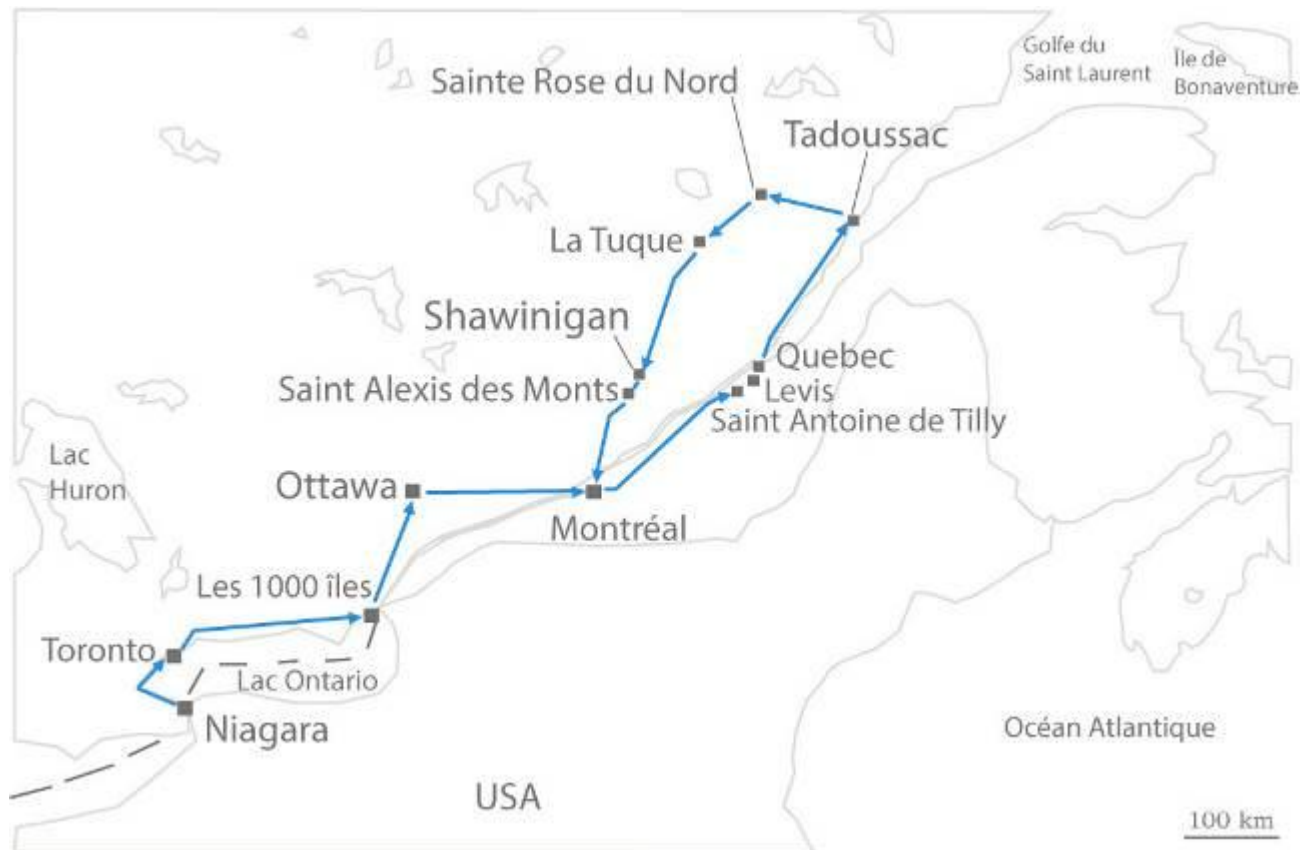 Golfe du
Saint Laurent
Île de
Bonaventure
Sainte Rose du Nord
Tadoussac
La Tuque
Shawinigan
Quebec
Saint Alexis des Monts
Levis
Saint Antoine de Tilly
Lac
Huron
Ottawa
Montréal
Les 1000 îles
Toronto
Lac Ontario
Niagara
Océan Atlantique
USA
100 km